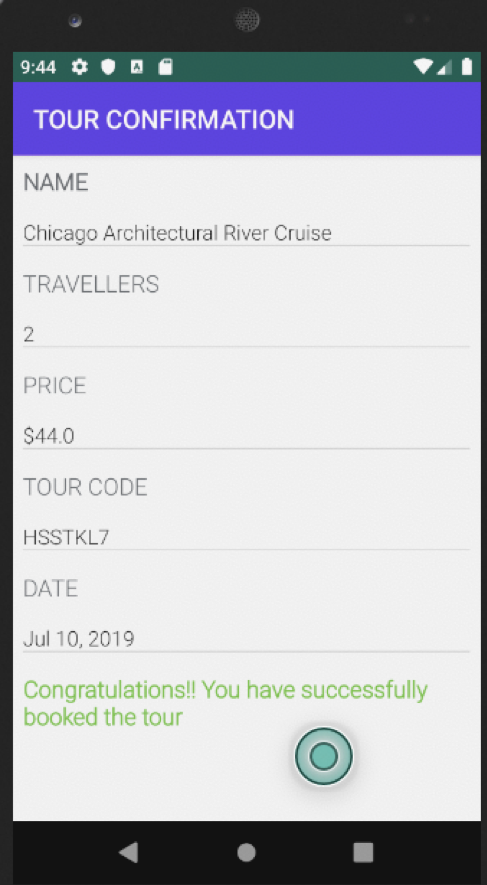 9:44
TOUR CONFIRMATION
NAME
Chicago Architectural River Cruise
TRAVELLERS
2
PRICE
$44.0
TOUR CODE
HSSTKL7
DATE
Jul 10, 2019
Congratulations!! You have successfully
booked the tour